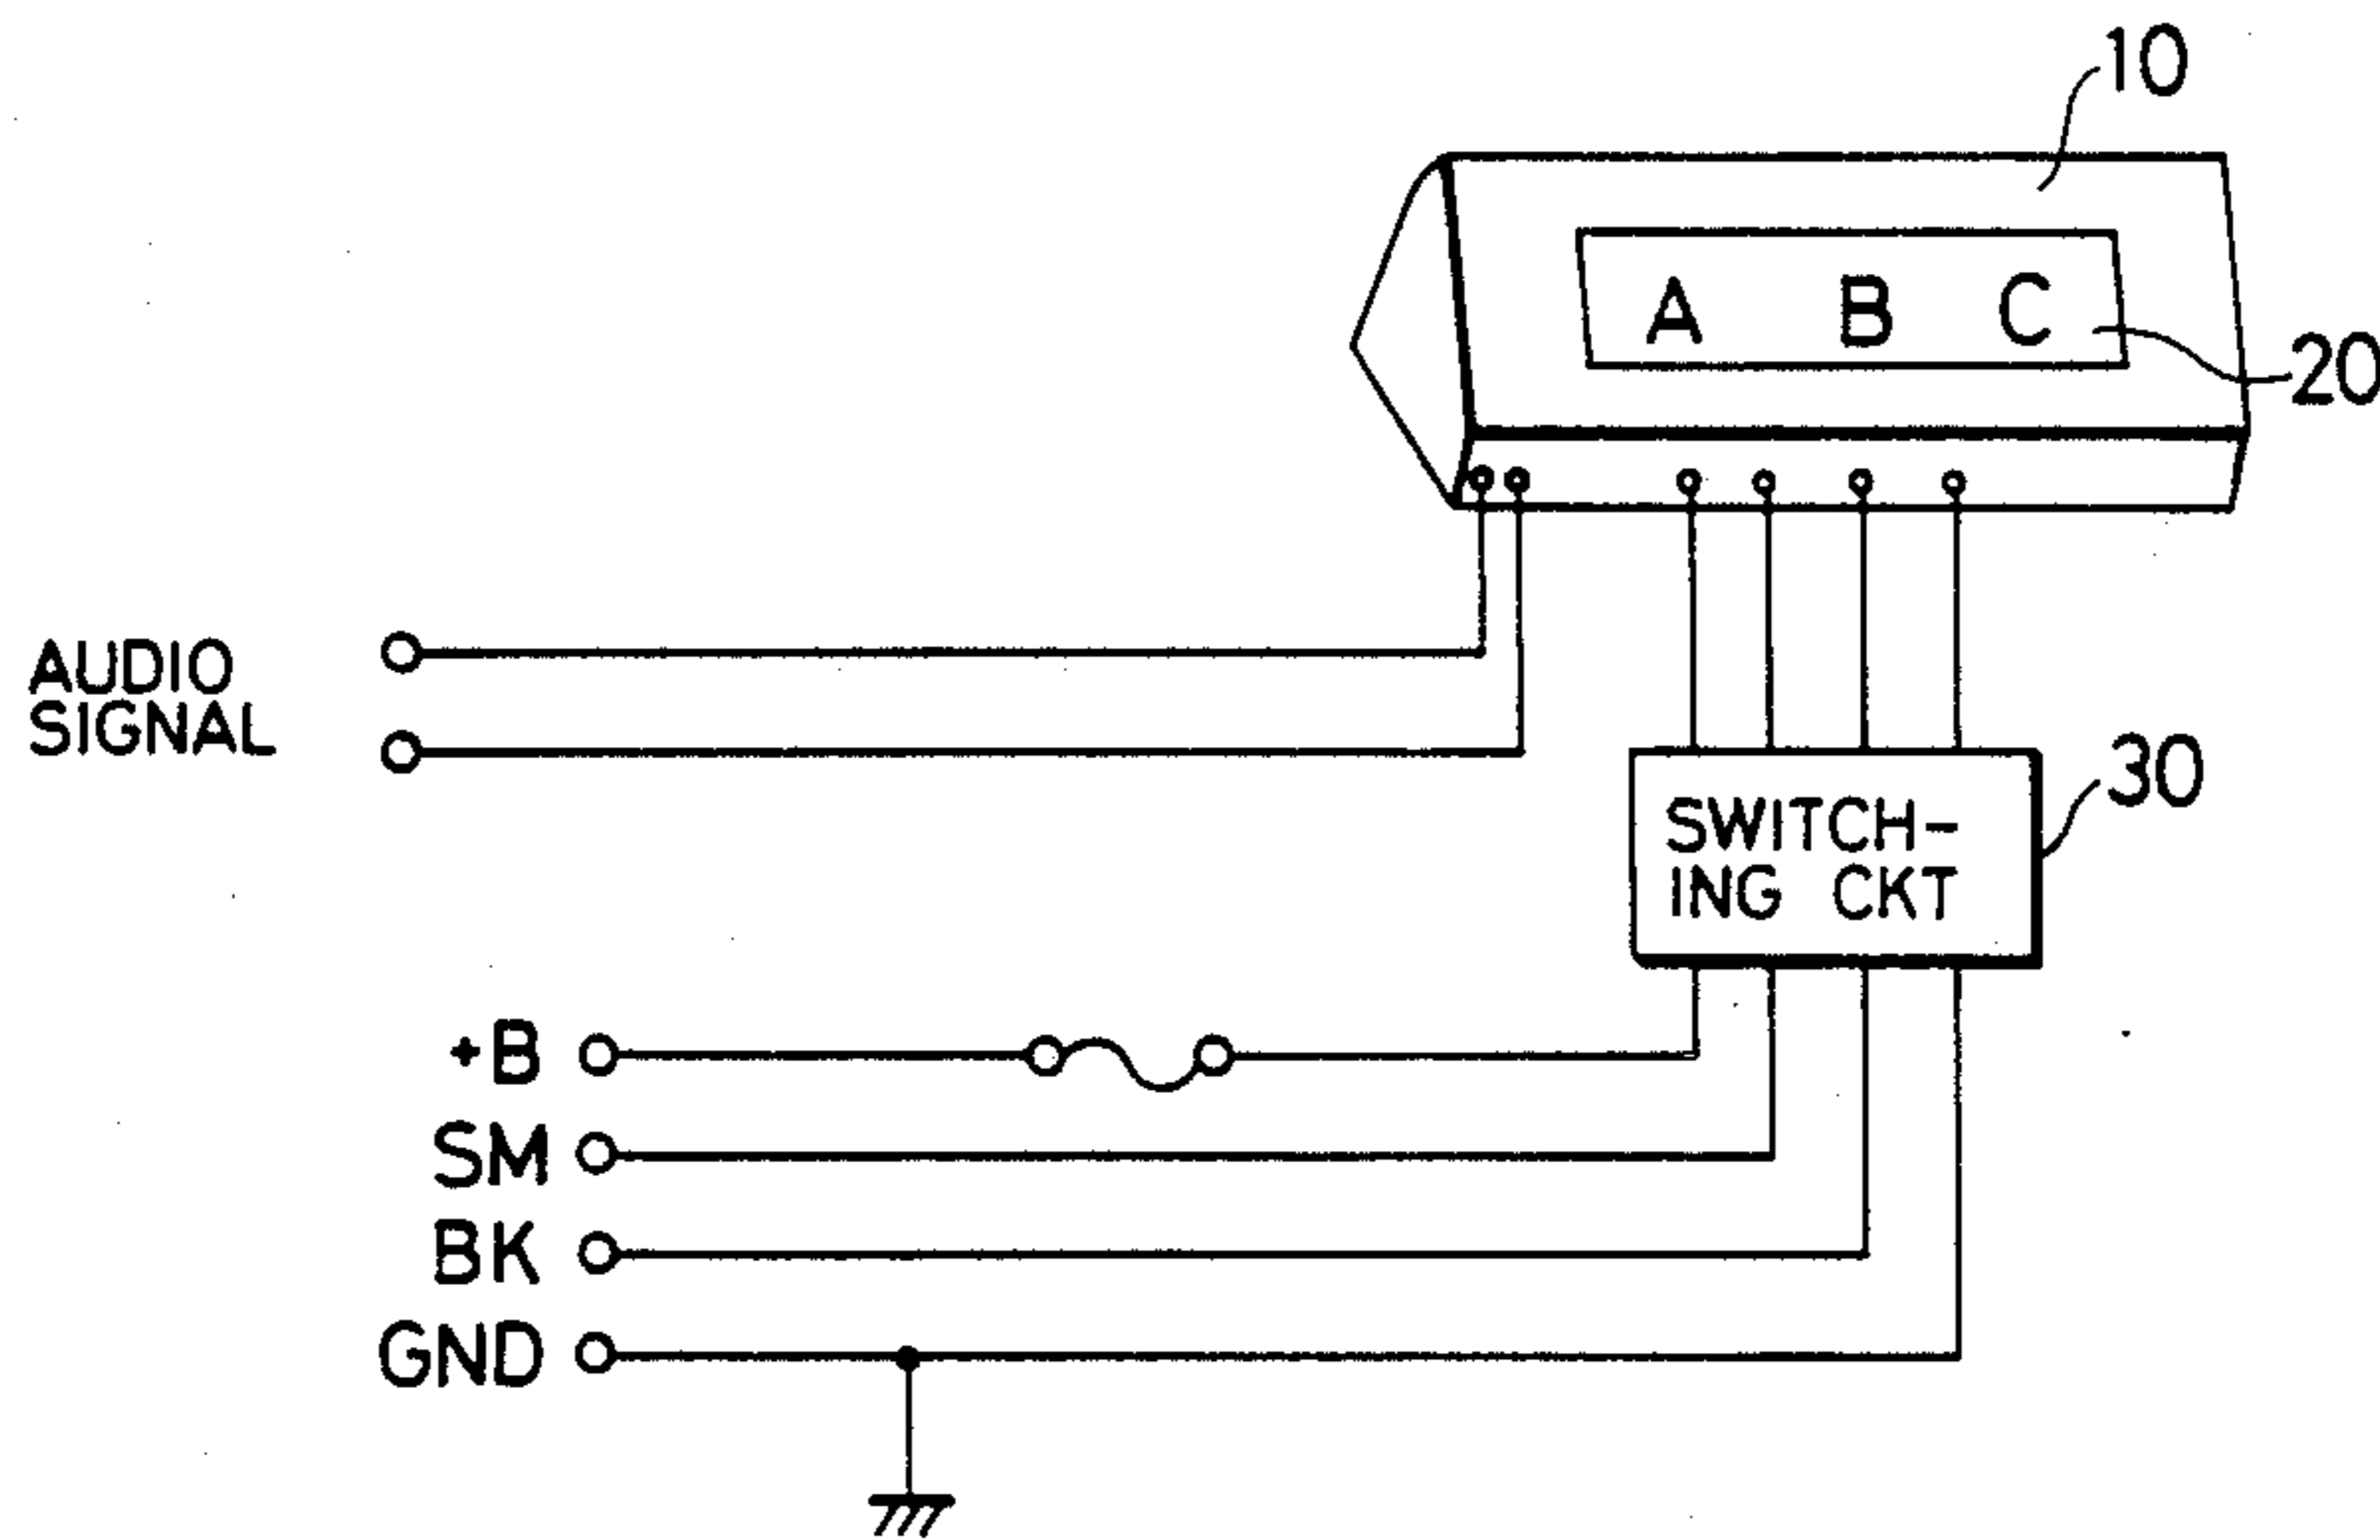 10
A B C
20
AUDIO
SIGNAL
30
SWITCH-
ING CKT
+B
SM
BK
GND